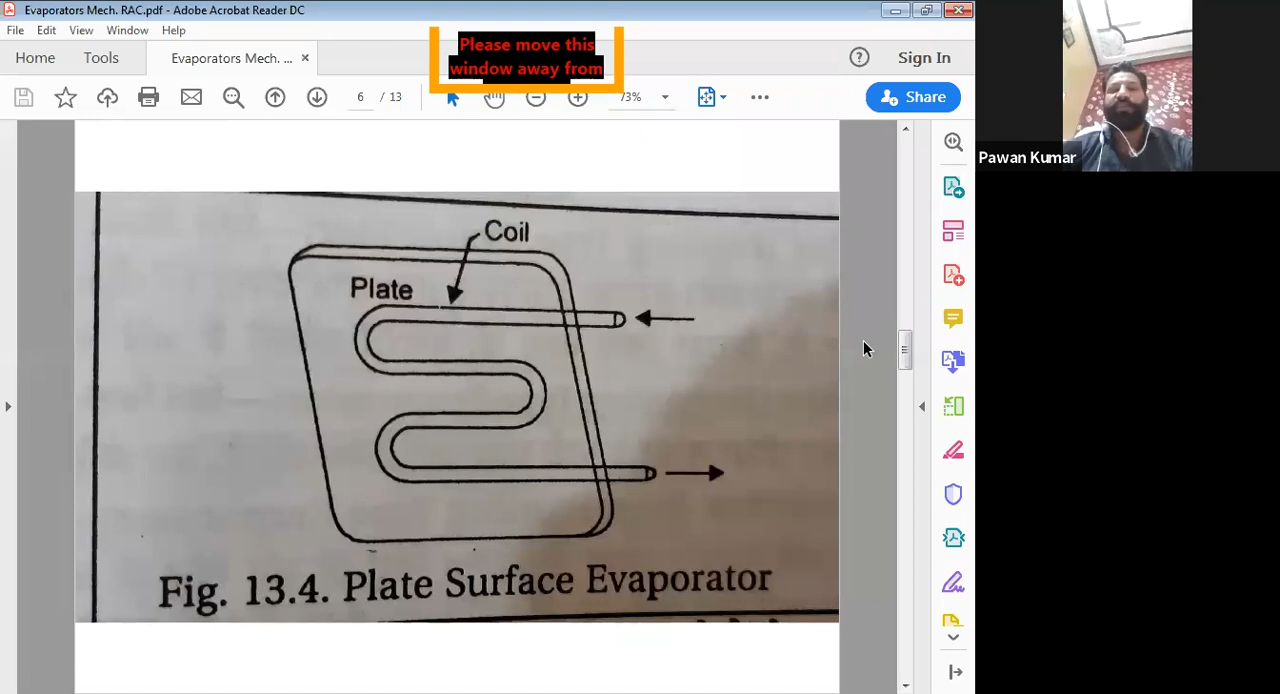 Evaporators Mech. RAC.pdf - Adobe Acrobat Reader DC
File Edit View Window Help
Home Tools Evaporators Mech. ... × Sign In
Please move this
window away from
6 / 13 73% Share
Pawan Kumar
Coil
Plate
Fig. 13.4. Plate Surface Evaporator